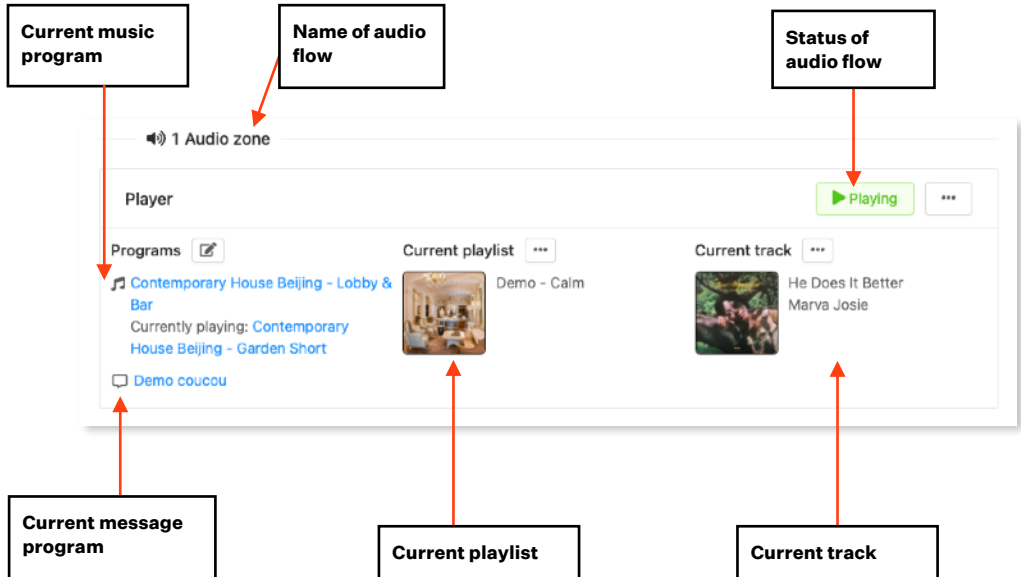 Current music
program
Name of audio
flow
Status of
audio flow
1 Audio zone
Player
Playing
Programs
Current playlist
Current track
Contemporary House Beijing - Lobby &
Bar
Currently playing: Contemporary
House Beijing - Garden Short
Demo coucou
Demo - Calm
He Does It Better
Marva Josie
Current message
program
Current playlist
Current track